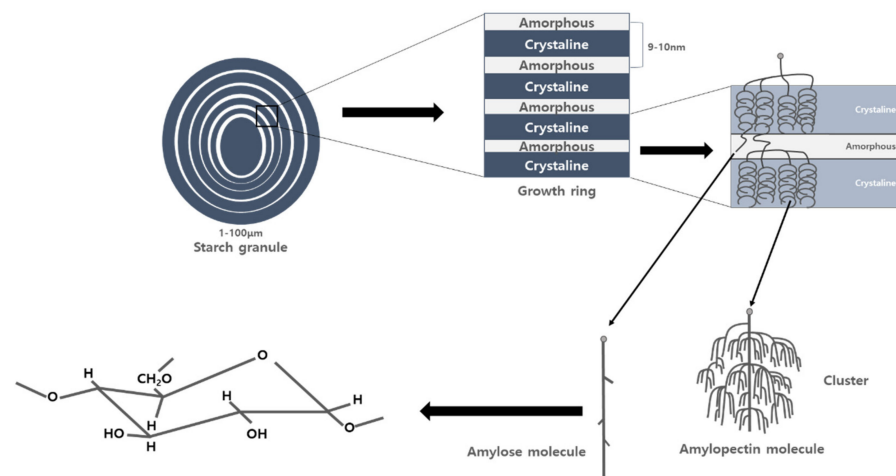 Amorphous
Crystaline
Amorphous
Crystaline
Amorphous
Crystaline
Amorphous
Crystaline
9-10nm
Growth ring
1-100μm
Starch granule
Crystaline
Amorphous
Crystaline
H
O
CH₂O
O
H
HO
H
H
OH
H
O
Amylose molecule
Cluster
Amylopectin molecule